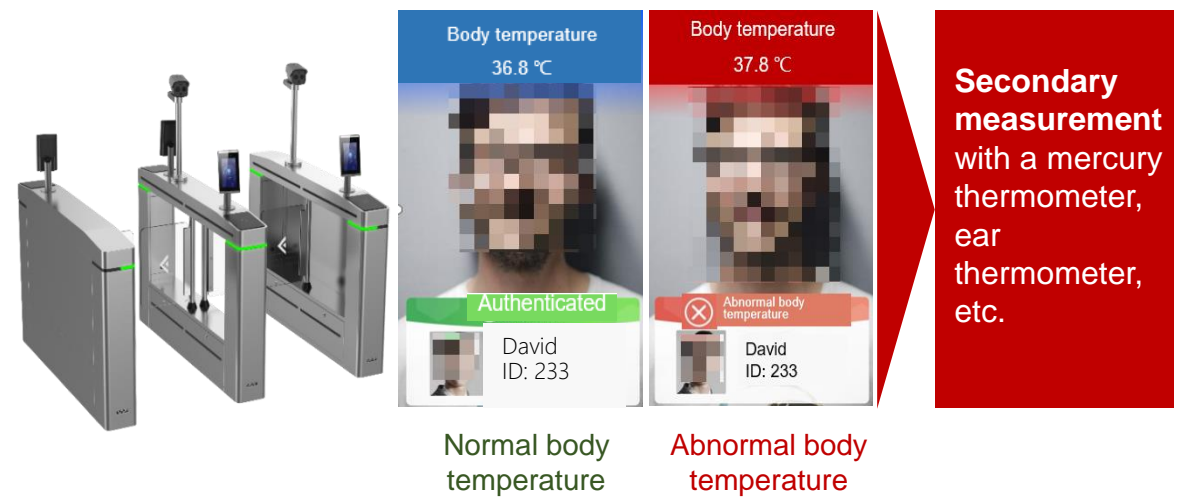 Body temperature
36.8 ℃
Authenticated
David
ID: 233
Normal body
temperature
Body temperature
37.8 ℃
Abnormal body
temperature
David
ID: 233
Abnormal body
temperature
Secondary
measurement
with a mercury
thermometer,
ear
thermometer,
etc.